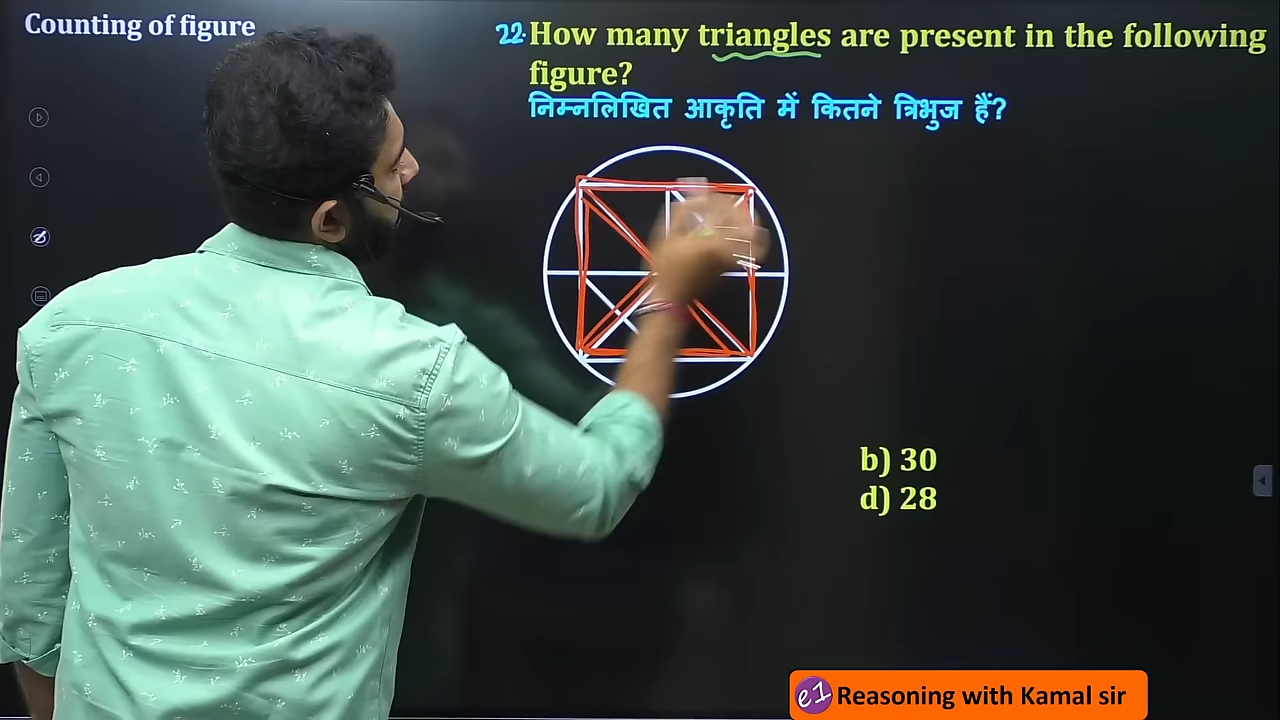 Counting of figure
22. How many triangles are present in the following
figure?
निम्नलिखित आकृति में कितने त्रिभुज हैं?
b) 30
d) 28
e1 Reasoning with Kamal sir